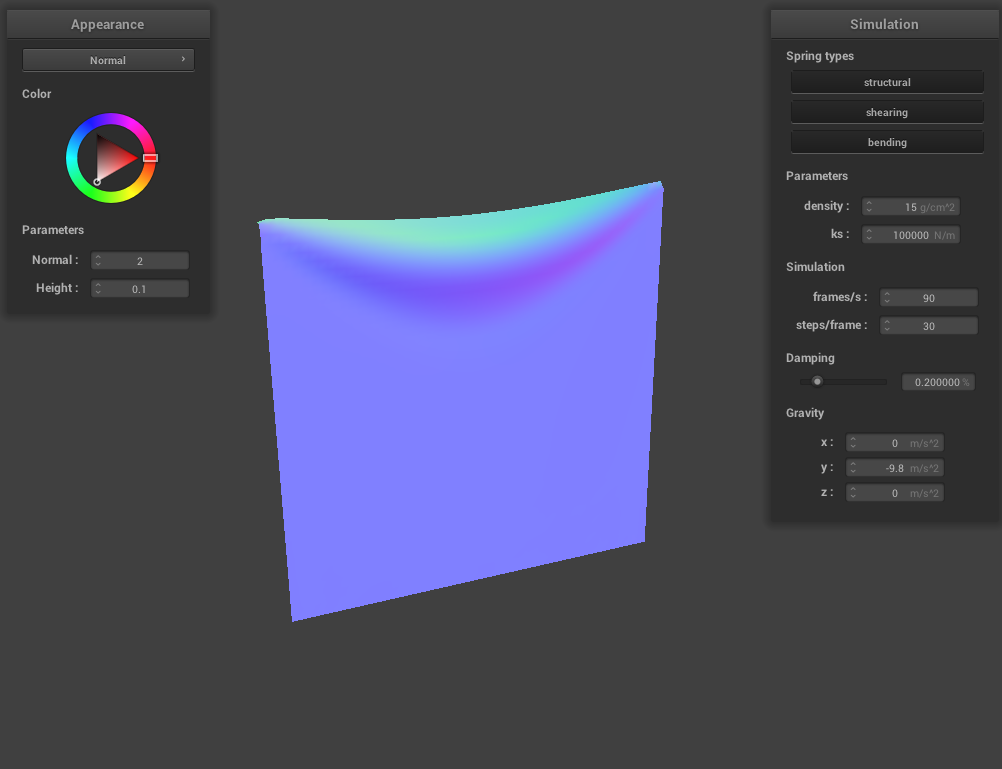 Appearance
Normal
Color
Parameters
Normal : 2
Height : 0.1
Simulation
Spring types
structural
shearing
bending
Parameters
density : 15 g/cm^2
ks : 100000 N/m
Simulation
frames/s : 90
steps/frame : 30
Damping
0.200000 %
Gravity
x : 0 m/s^2
y : -9.8 m/s^2
z : 0 m/s^2